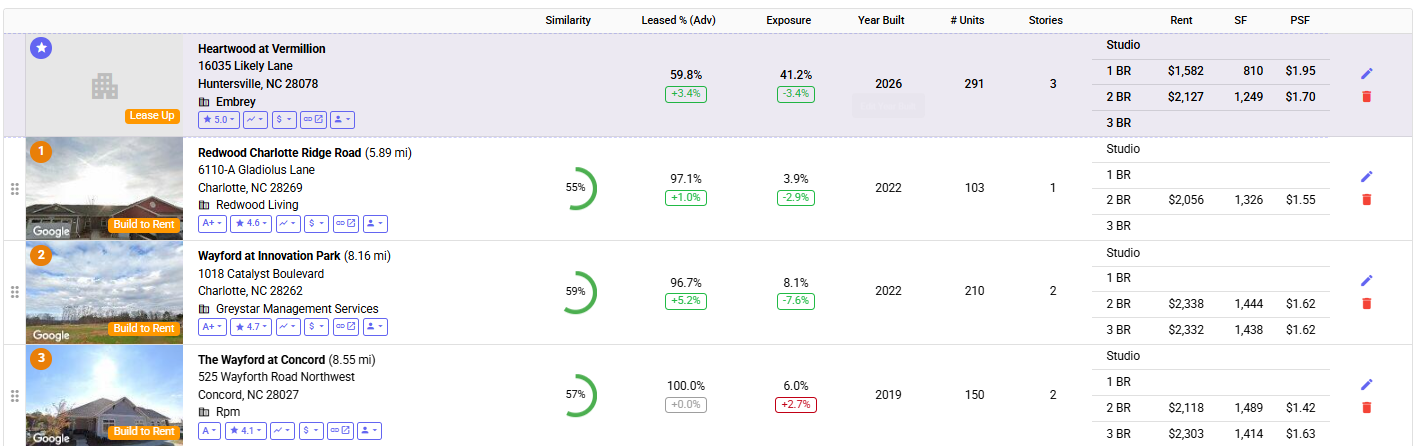 Similarity Leased % (Adv) Exposure Year Built # Units Stories Rent SF PSF
Heartwood at Vermillion
16035 Likely Lane
Huntersville, NC 28078
Embrey
5.0
Lease Up
59.8% 41.2% 2026 291 3
+3.4% -3.4%
Studio
1 BR $1,582 810 $1.95
2 BR $2,127 1,249 $1.70
3 BR
1
Redwood Charlotte Ridge Road (5.89 mi)
6110-A Gladiolus Lane
Charlotte, NC 28269
Redwood Living
A+ 4.6 $
Build to Rent
Google
55% 97.1% 3.9% 2022 103 1
+1.0% -2.9%
Studio
1 BR
2 BR $2,056 1,326 $1.55
3 BR
2
Wayford at Innovation Park (8.16 mi)
1018 Catalyst Boulevard
Charlotte, NC 28262
Greystar Management Services
A+ 4.7 $
Build to Rent
Google
59% 96.7% 8.1% 2022 210 2
+5.2% -7.6%
Studio
1 BR
2 BR $2,338 1,444 $1.62
3 BR $2,332 1,438 $1.62
3
The Wayford at Concord (8.55 mi)
525 Wayforth Road Northwest
Concord, NC 28027
Rpm
A 4.1 $
Build to Rent
Google
57% 100.0% 6.0% 2019 150 2
+0.0% +2.7%
Studio
1 BR
2 BR $2,118 1,489 $1.42
3 BR $2,303 1,414 $1.63